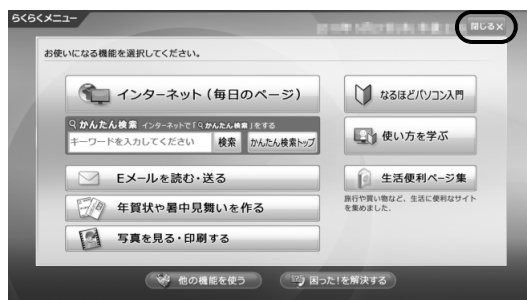 らくらくメニュー
閉じる×
お使いになる機能を選択してください。
インターネット(毎日のページ)
かんたん検索 インターネットで「かんたん検索」をする
キーワードを入力してください 検索 かんたん検索トップ
Eメールを読む・送る
年賀状や暑中見舞いを作る
写真を見る・印刷する
なるほどパソコン入門
使い方を学ぶ
生活便利ページ集
旅行や買い物など、生活に便利なサイト
を集めました。
他の機能を使う
困った!を解決する